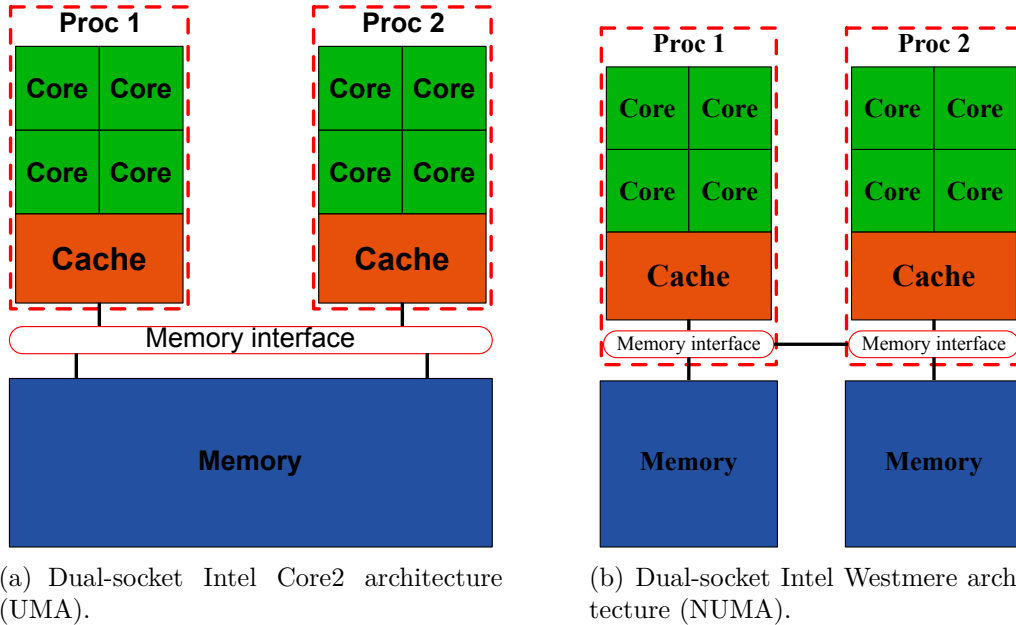 Proc 1
Proc 2
Core Core
Core Core
Core Core
Core Core
Cache
Cache
Memory interface
Memory
(a) Dual-socket Intel Core2 architecture
(UMA).
Proc 1
Proc 2
Core Core
Core Core
Core Core
Core Core
Cache
Cache
Memory interface
Memory interface
Memory
Memory
(b) Dual-socket Intel Westmere archi
tecture (NUMA).